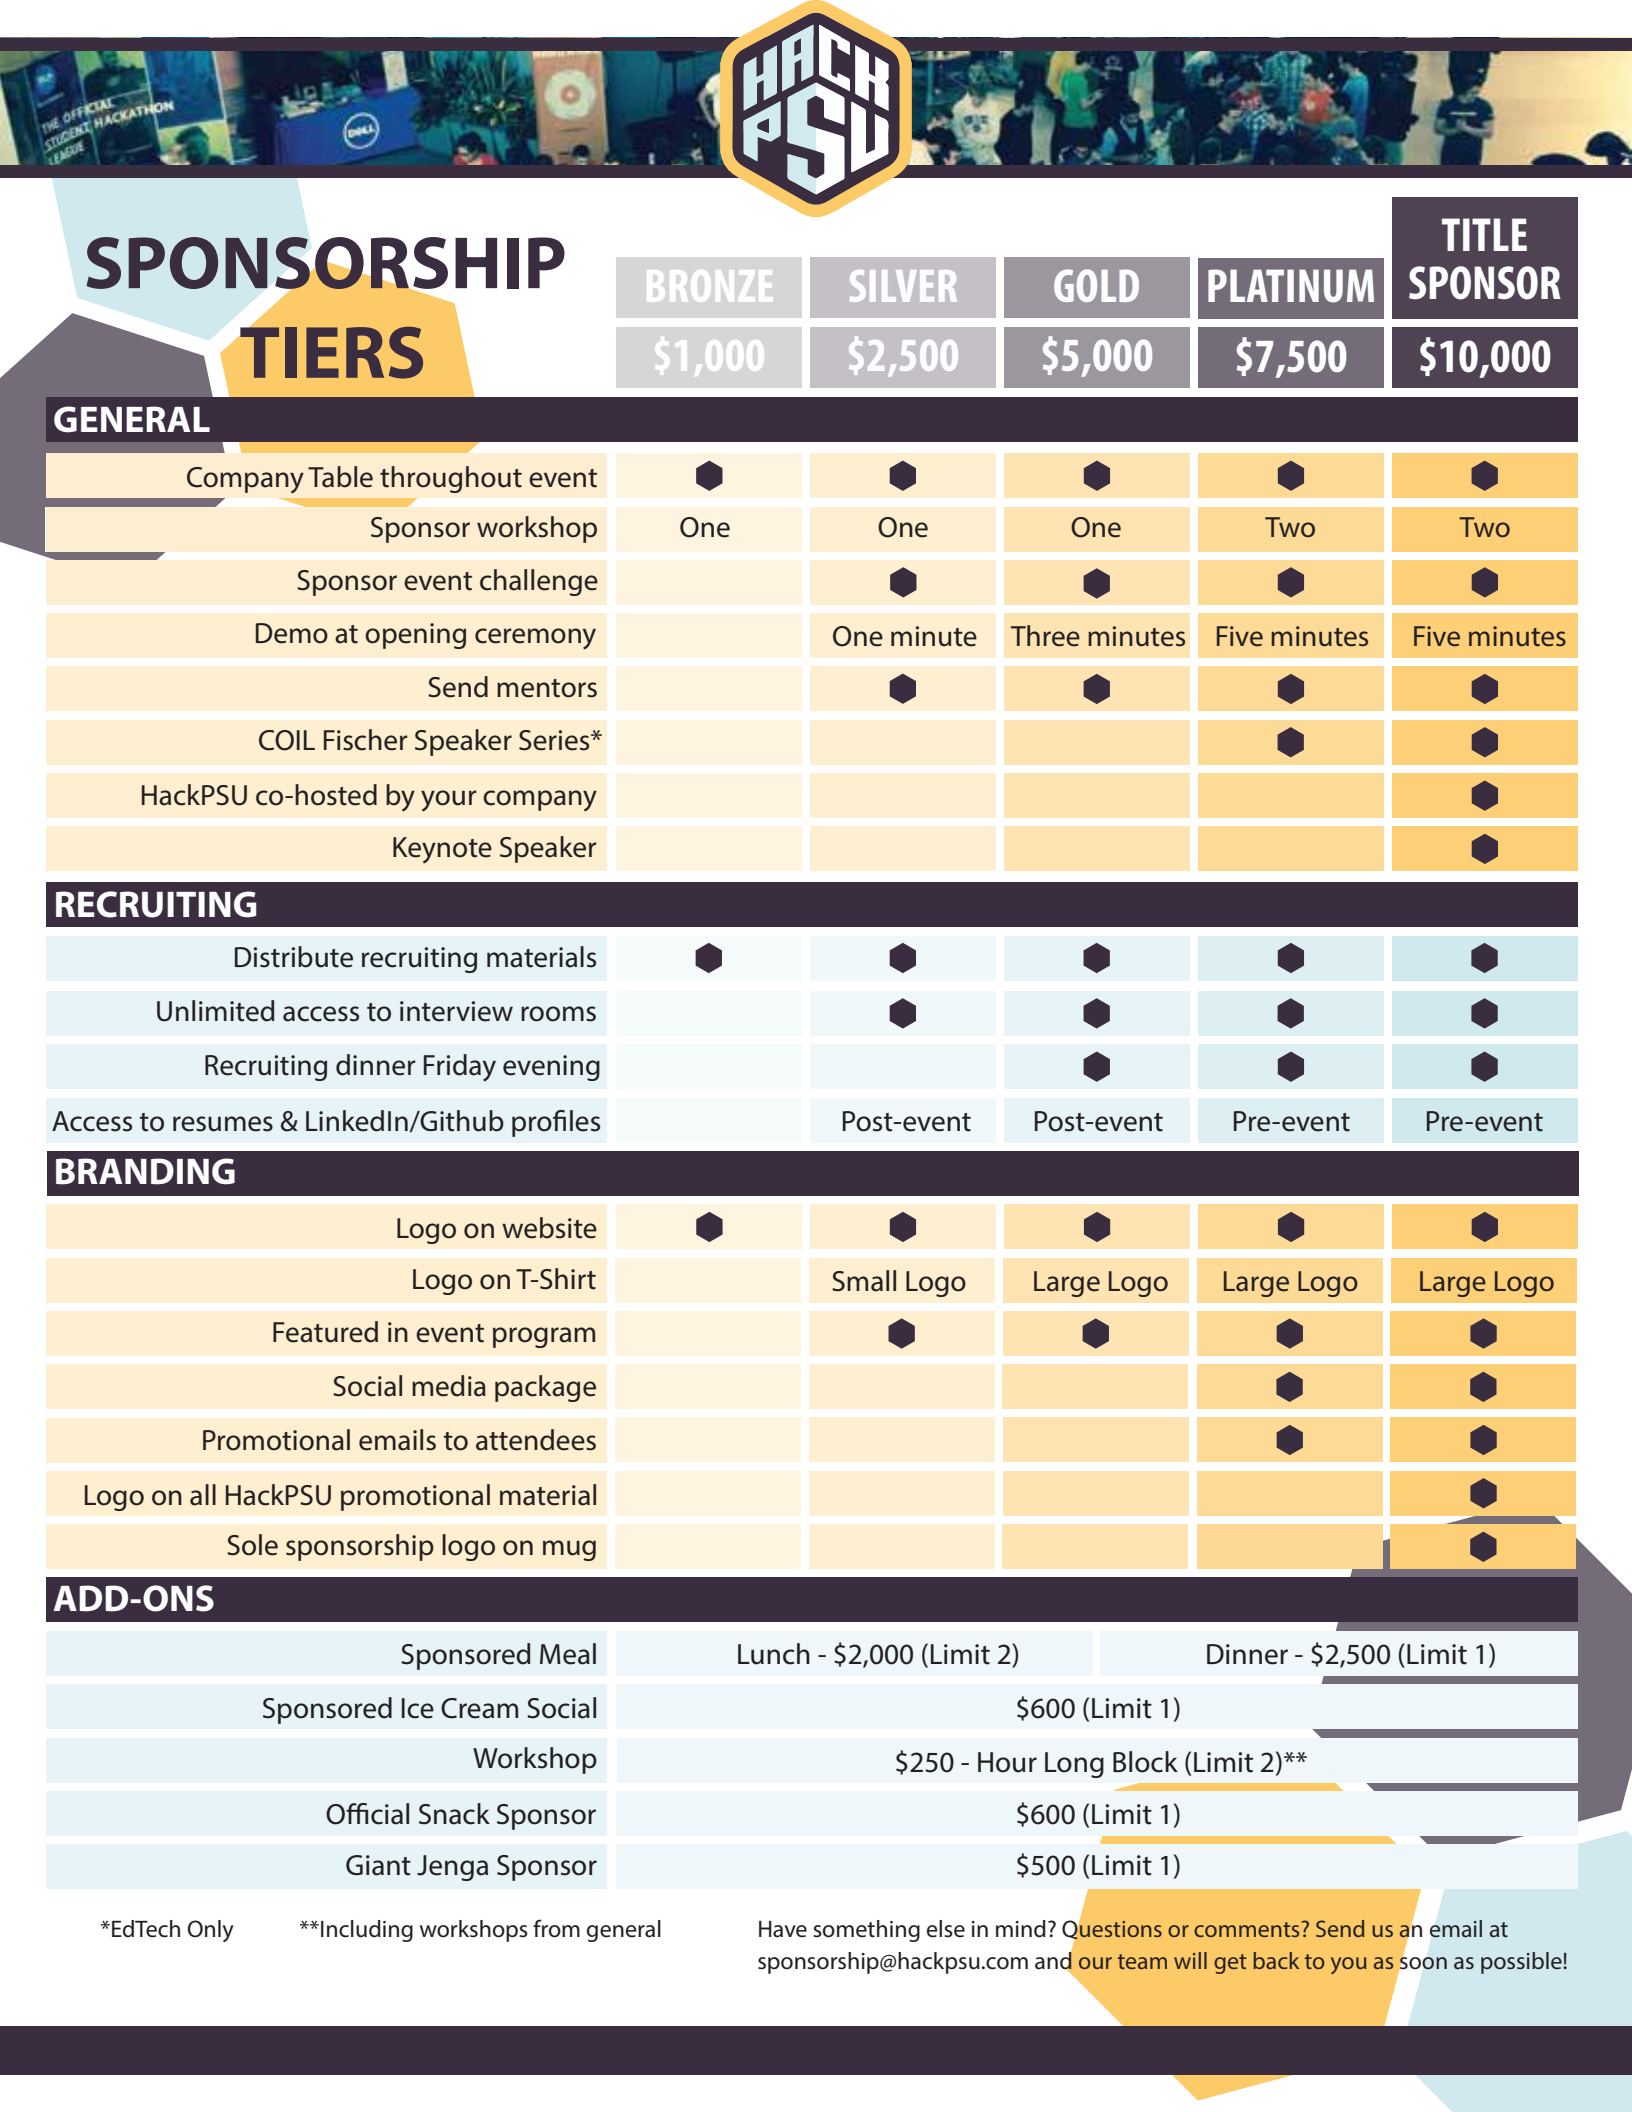 THE OFFICIAL
STUDENT HACKATHON
LEAGUE
DELL
HACK
PSU
SPONSORSHIP
TIERS
BRONZE SILVER GOLD PLATINUM TITLE SPONSOR
$1,000 $2,500 $5,000 $7,500 $10,000
GENERAL
Company Table throughout event
Sponsor workshop One One One Two Two
Sponsor event challenge
Demo at opening ceremony One minute Three minutes Five minutes Five minutes
Send mentors
COIL Fischer Speaker Series*
HackPSU co-hosted by your company
Keynote Speaker
RECRUITING
Distribute recruiting materials
Unlimited access to interview rooms
Recruiting dinner Friday evening
Access to resumes & LinkedIn/Github profiles Post-event Post-event Pre-event Pre-event
BRANDING
Logo on website
Logo on T-Shirt Small Logo Large Logo Large Logo Large Logo
Featured in event program
Social media package
Promotional emails to attendees
Logo on all HackPSU promotional material
Sole sponsorship logo on mug
ADD-ONS
Sponsored Meal Lunch - $2,000 (Limit 2) Dinner - $2,500 (Limit 1)
Sponsored Ice Cream Social $600 (Limit 1)
Workshop $250 - Hour Long Block (Limit 2)**
Official Snack Sponsor $600 (Limit 1)
Giant Jenga Sponsor $500 (Limit 1)
*EdTech Only **Including workshops from general
Have something else in mind? Questions or comments? Send us an email at
sponsorship@hackpsu.com and our team will get back to you as soon as possible!